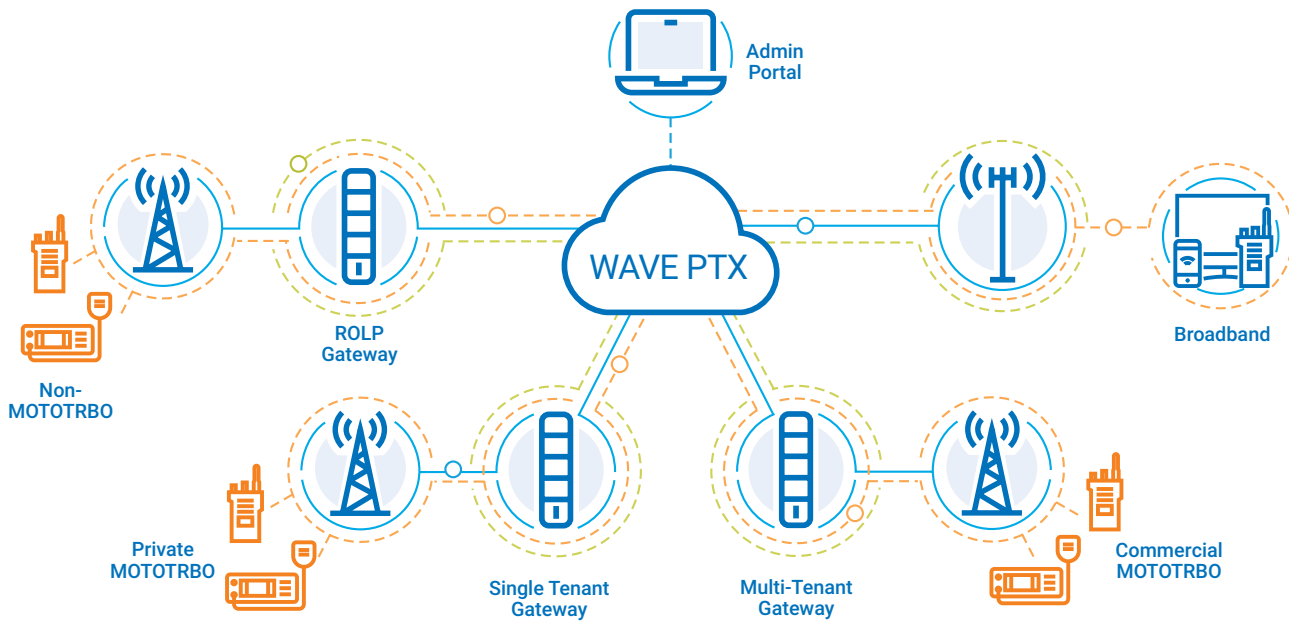 Admin
Portal
WAVE PTX
ROLP
Gateway
Broadband
Non-
MOTOTRBO
Private
MOTOTRBO
Single Tenant
Gateway
Multi-Tenant
Gateway
Commercial
MOTOTRBO